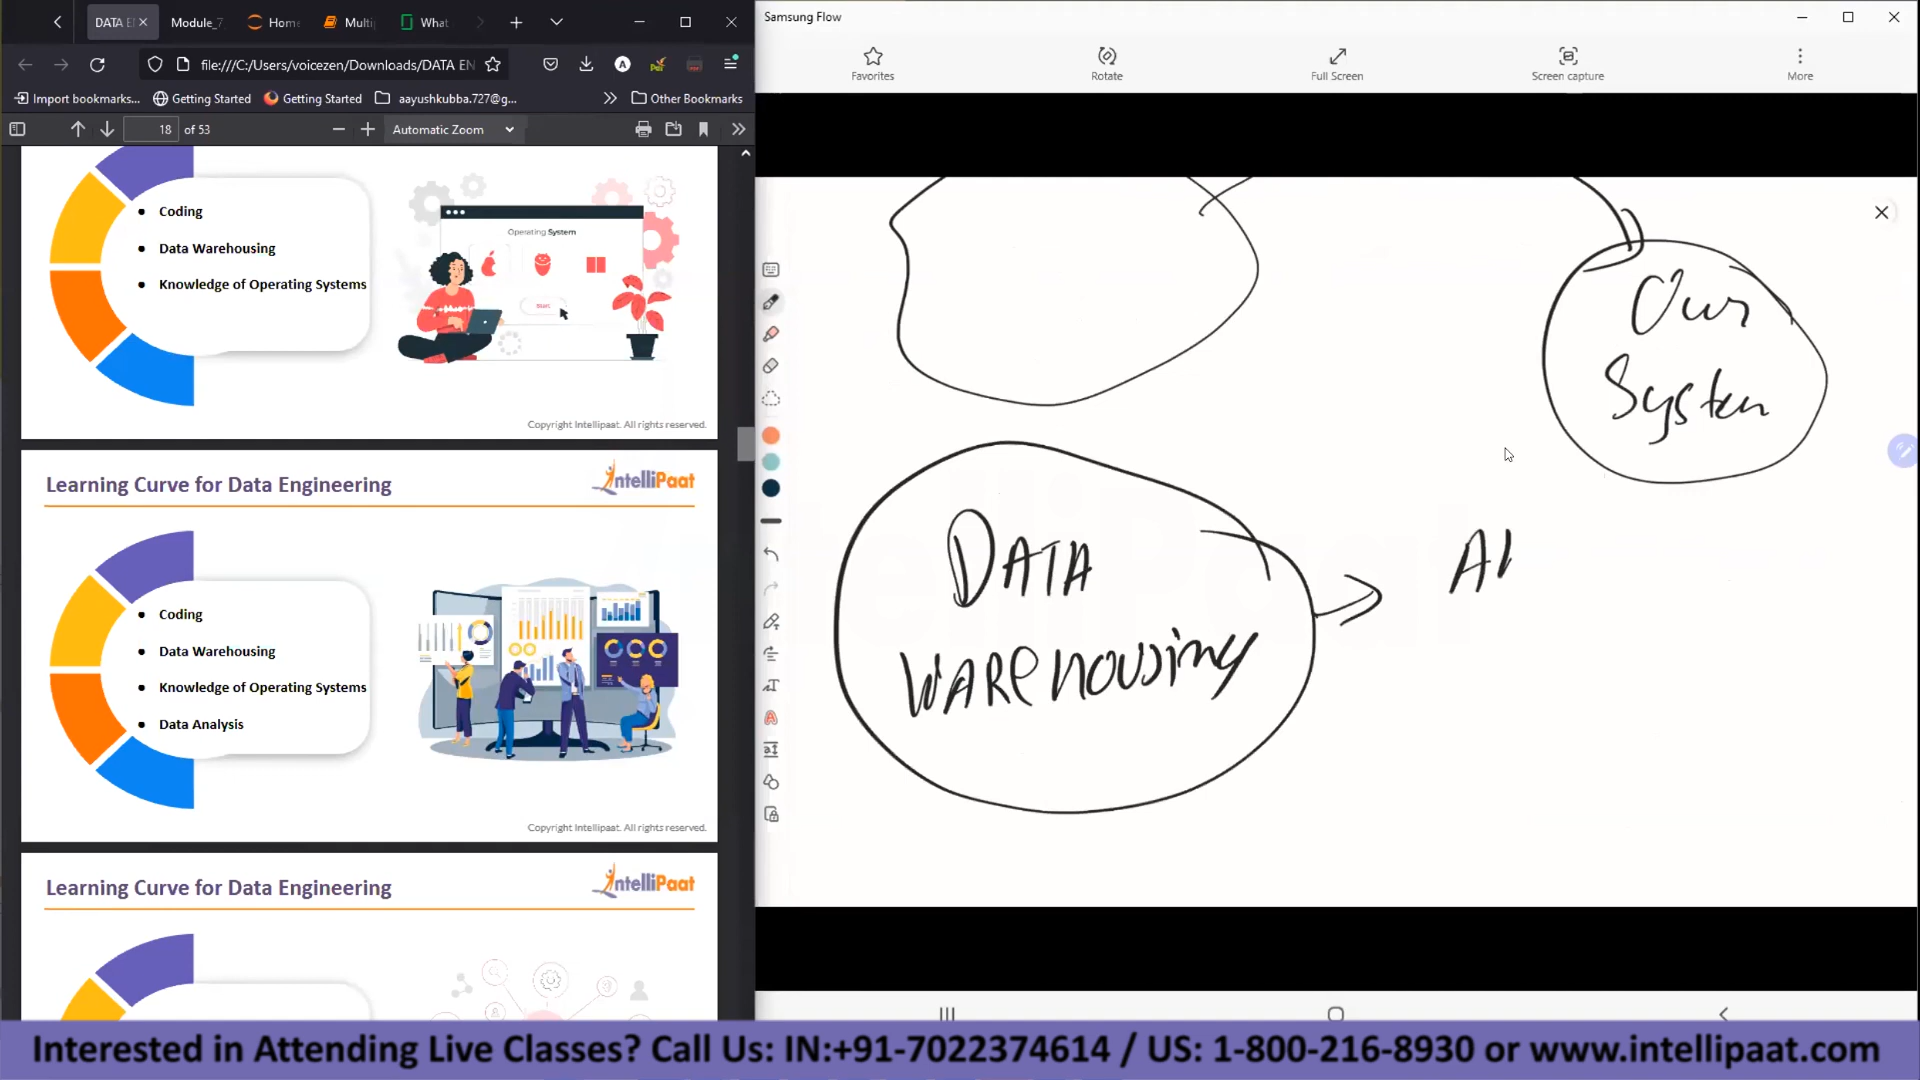 DATA E
Module_7
Home
Multip
What
file:///C:/Users/voicezen/Downloads/DATA EN
Import bookmarks...
Getting Started
Getting Started
aayushkubba.727@g...
Other Bookmarks
18 of 53
Automatic Zoom
Coding
Data Warehousing
Knowledge of Operating Systems
Operating System
Copyright Intellipaat. All rights reserved.
Learning Curve for Data Engineering
IntelliPaat
Coding
Data Warehousing
Knowledge of Operating Systems
Data Analysis
Copyright Intellipaat. All rights reserved.
Learning Curve for Data Engineering
IntelliPaat
Samsung Flow
Favorites
Rotate
Full Screen
Screen capture
More
Our
System
DATA
WAREHOUSING
Interested in Attending Live Classes? Call Us: IN:+91-7022374614 / US: 1-800-216-8930 or www.intellipaat.com